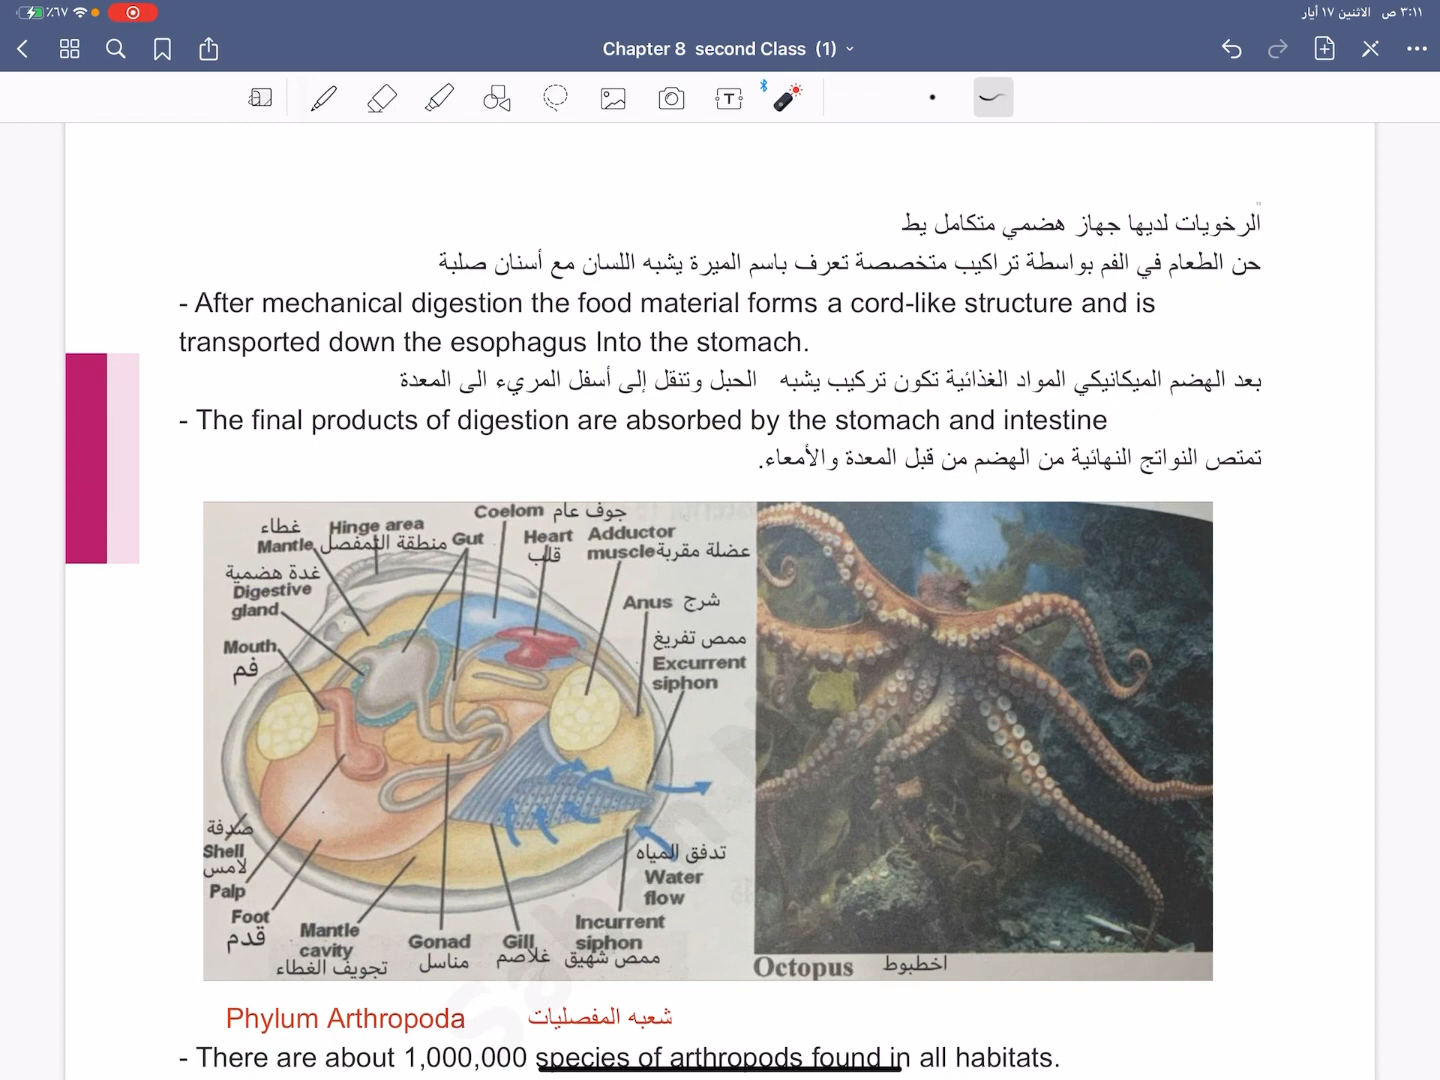 ٣:١١ ص الاثنين ١٧ أيار
٪٦٧
Chapter 8 second Class (1)
الرخويات لديها جهاز هضمي متكامل يط
حن الطعام في الفم بواسطة تراكيب متخصصة تعرف باسم الميرة يشبه اللسان مع أسنان صلبة
- After mechanical digestion the food material forms a cord-like structure and is
transported down the esophagus Into the stomach.
بعد الهضم الميكانيكي المواد الغذائية تكون تركيب يشبه الحبل وتنقل إلى أسفل المريء الى المعدة
- The final products of digestion are absorbed by the stomach and intestine
تمتص النواتج النهائية من الهضم من قبل المعدة والأمعاء.
Coelom جوف عام
غطاء
Mantle
Hinge area
منطقة التمفصل
Gut
Heart
قلب
Adductor
muscle عضلة مقربة
غدة هضمية
Digestive
gland
Anus شرج
Mouth
فم
ممص تفريغ
Excurrent
siphon
صدفة
Shell
لامس
Palp
Foot
قدم
Mantle
cavity
تجويف الغطاء
Gonad
مناسل
Gill
غلاصم
تدفق المياه
Water
flow
Incurrent
siphon
ممص شهيق
Octopus اخطبوط
Phylum Arthropoda شعبه المفصليات
- There are about 1,000,000 species of arthropods found in all habitats.